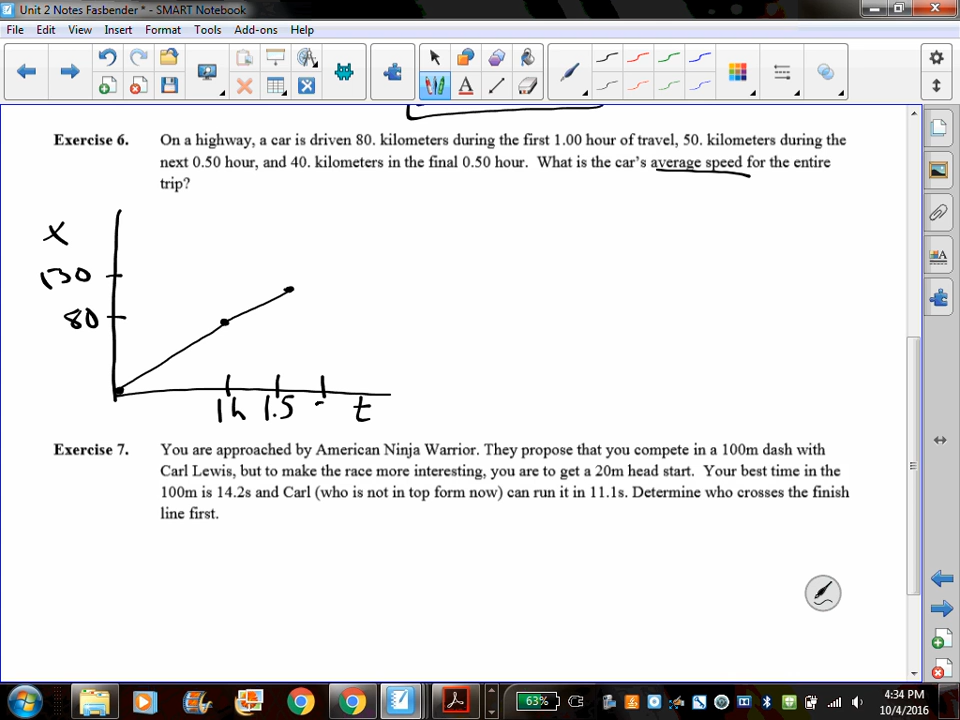 Unit 2 Notes Fasbender * - SMART Notebook
File Edit View Insert Format Tools Add-ons Help
Exercise 6. On a highway, a car is driven 80. kilometers during the first 1.00 hour of travel, 50. kilometers during the
next 0.50 hour, and 40. kilometers in the final 0.50 hour. What is the car's average speed for the entire
trip?
X
130
80
1h 1.5 t
Exercise 7. You are approached by American Ninja Warrior. They propose that you compete in a 100m dash with
Carl Lewis, but to make the race more interesting, you are to get a 20m head start. Your best time in the
100m is 14.2s and Carl (who is not in top form now) can run it in 11.1s. Determine who crosses the finish
line first.
63%
4:34 PM
10/4/2016